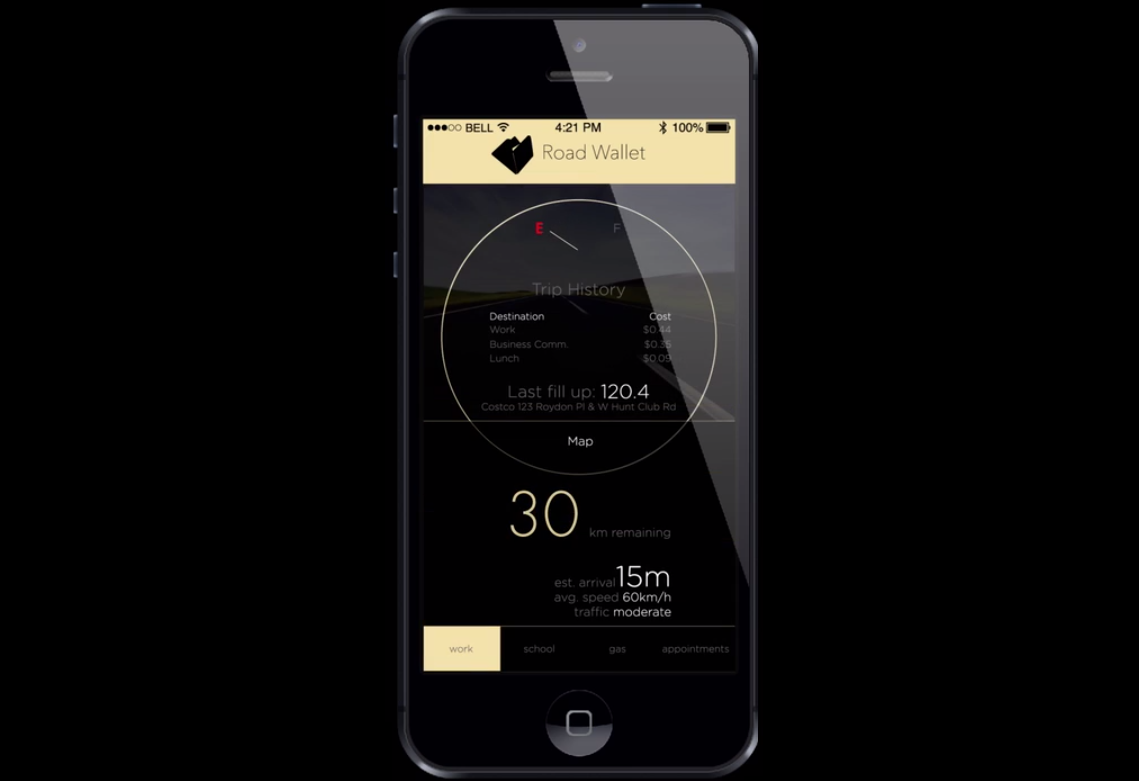 BELL 4:21 PM 100%
Road Wallet
E F
Trip History
Destination Cost
Work $0.44
Business Comm. $0.35
Lunch $0.09
Last fill up: 120.4
Costco 123 Roydon Pl & W Hunt Club Rd
Map
30 km remaining
est. arrival 15m
avg. speed 60km/h
traffic moderate
work school gas appointments